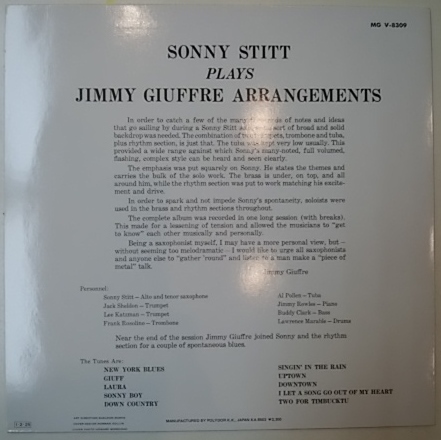 MG V-8309
SONNY STITT
PLAYS
JIMMY GIUFFRE ARRANGEMENTS
In order to catch a few of the of notes and ideas
that go sailing by during a Sonny Stitt sort of broad and solid
backdrop was needed. The combination of trombone and tuba,
plus rhythm section, is just that. The tuba was kept very low usually. This
provided a wide range against which Sonny's many-noted, full volumed,
flashing, complex style can be heard and seen clearly.
The emphasis was put squarely on Sonny. He states the themes and
carries the bulk of the solo work. The brass is under, on top, and all
around him, while the rhythm section was put to work matching his excite-
ment and drive.
In order to spark and not impede Sonny's spontaneity, soloists were
used in the brass and rhythm sections throughout.
The complete album was recorded in one long session (with breaks).
This made for a lessening of tension and allowed the musicians to "get
to know" each other musically and personally.
Being a saxophonist myself, I may have a more personal view, but –
without seeming too melodramatic – I would like to urge all saxophonists
and anyone else to "gather 'round" and listen to a man make a "piece of
metal" talk.
Jimmy Giuffre
Personnel:
Sonny Stitt – Alto and tenor saxophone
Jack Sheldon – Trumpet
Lee Katzman – Trumpet
Frank Rosolino – Trombone
Al Pollen – Tuba
Jimmy Rowles – Piano
Buddy Clark – Bass
Lawrence Marable – Drums
Near the end of the session Jimmy Giuffre joined Sonny and the rhythm
section for a couple of spontaneous blues.
The Tunes Are:
NEW YORK BLUES
GIUFF
LAURA
SONNY BOY
DOWN COUNTRY
SINGIN' IN THE RAIN
UPTOWN
DOWNTOWN
I LET A SONG GO OUT OF MY HEART
TWO FOR TIMBUCKTU
MANUFACTURED BY POLYDOR K.K., JAPAN